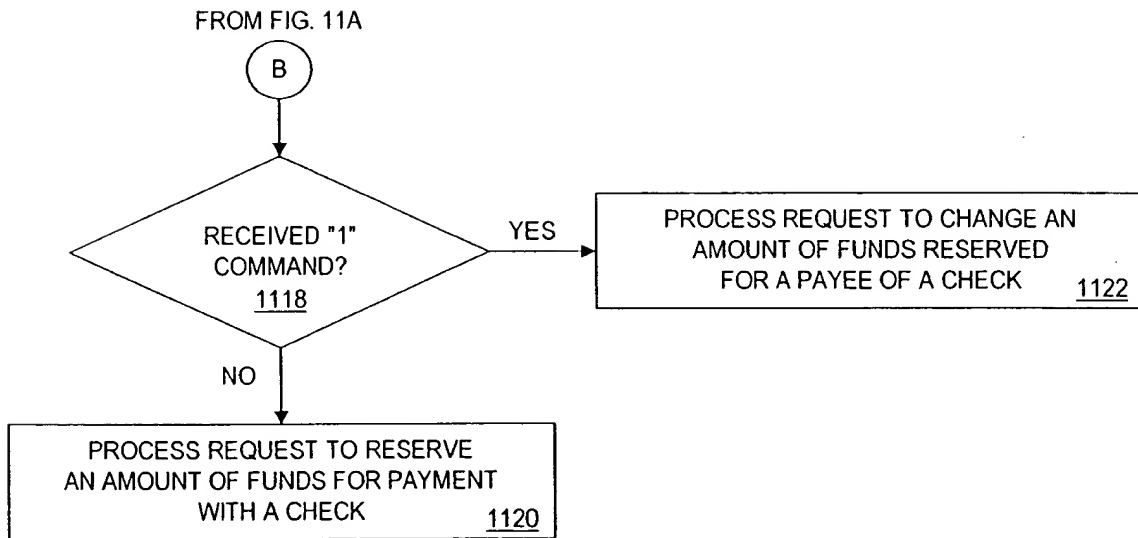 FROM FIG. 11A
B
RECEIVED "1"
COMMAND?
1118
YES
PROCESS REQUEST TO CHANGE AN
AMOUNT OF FUNDS RESERVED
FOR A PAYEE OF A CHECK
1122
NO
PROCESS REQUEST TO RESERVE
AN AMOUNT OF FUNDS FOR PAYMENT
WITH A CHECK
1120